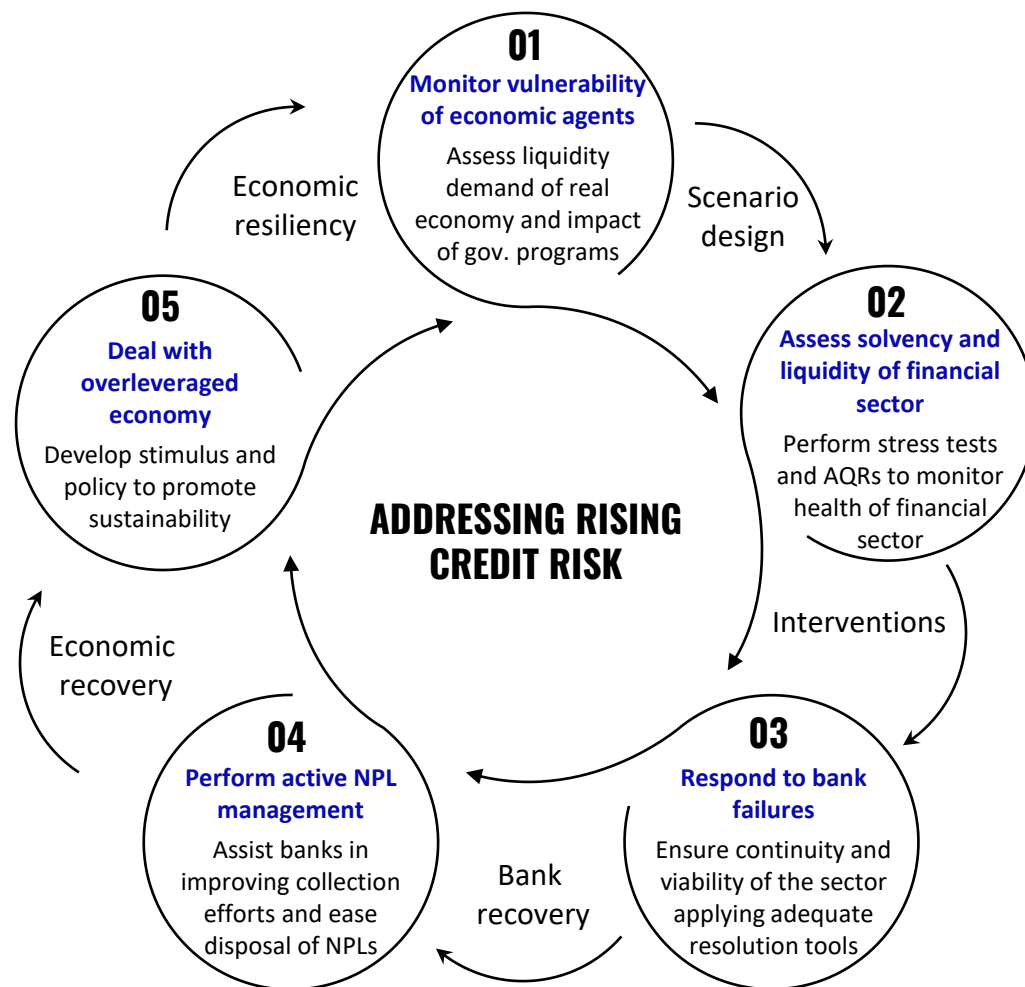 01
Monitor vulnerability
of economic agents
Assess liquidity
demand of real
economy and impact
of gov. programs
Scenario
design
02
Assess solvency and
liquidity of financial
sector
Perform stress tests
and AQRs to monitor
health of financial
sector
Interventions
03
Respond to bank
failures
Ensure continuity and
viability of the sector
applying adequate
resolution tools
Bank
recovery
04
Perform active NPL
management
Assist banks in
improving collection
efforts and ease
disposal of NPLs
Economic
recovery
05
Deal with
overleveraged
economy
Develop stimulus and
policy to promote
sustainability
Economic
resiliency
ADDRESSING RISING
CREDIT RISK